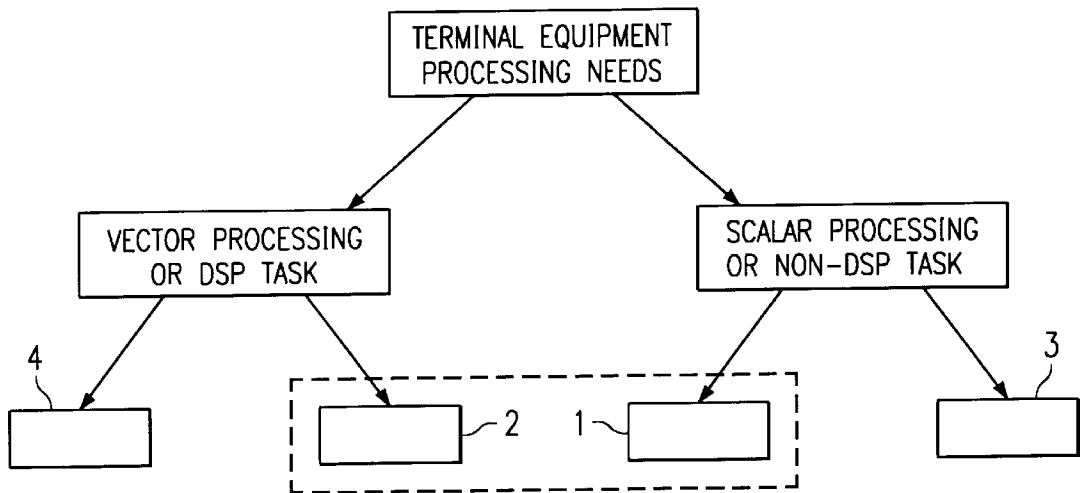 TERMINAL EQUIPMENT
PROCESSING NEEDS
VECTOR PROCESSING
OR DSP TASK
SCALAR PROCESSING
OR NON-DSP TASK
4
2
1
3